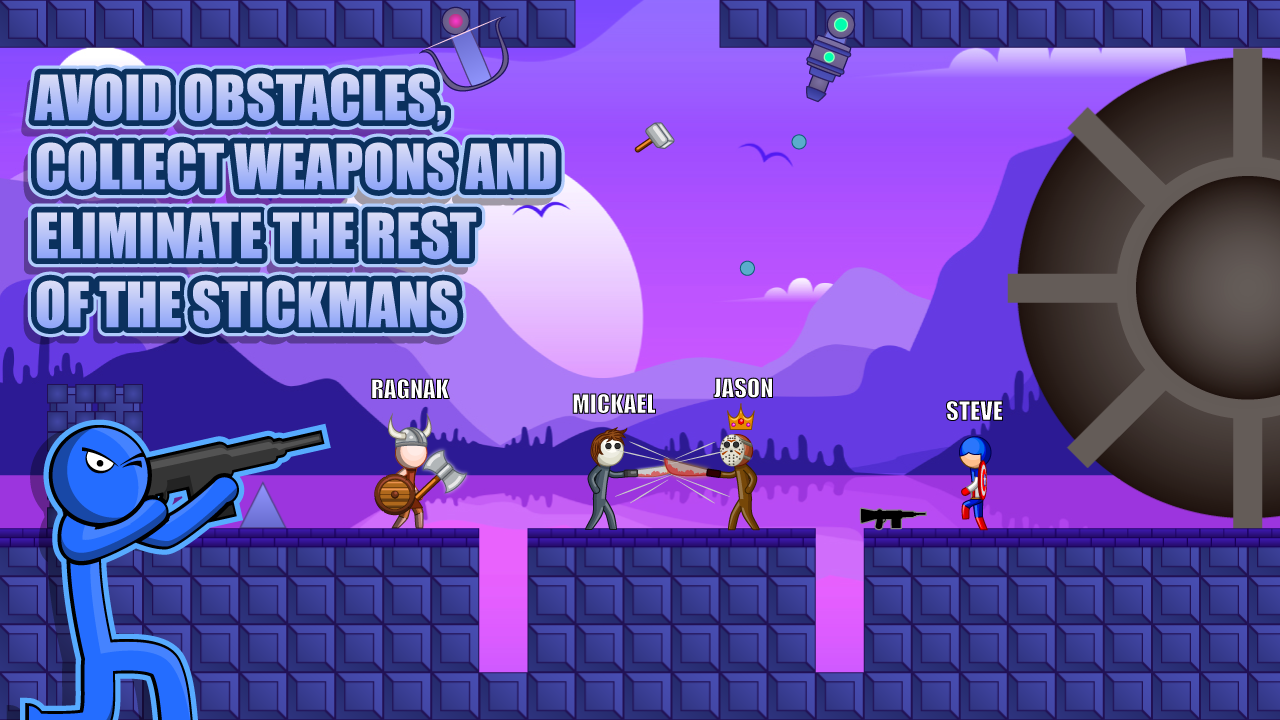 AVOID OBSTACLES,
COLLECT WEAPONS AND
ELIMINATE THE REST
OF THE STICKMANS
RAGNAK
MICKAEL
JASON
STEVE